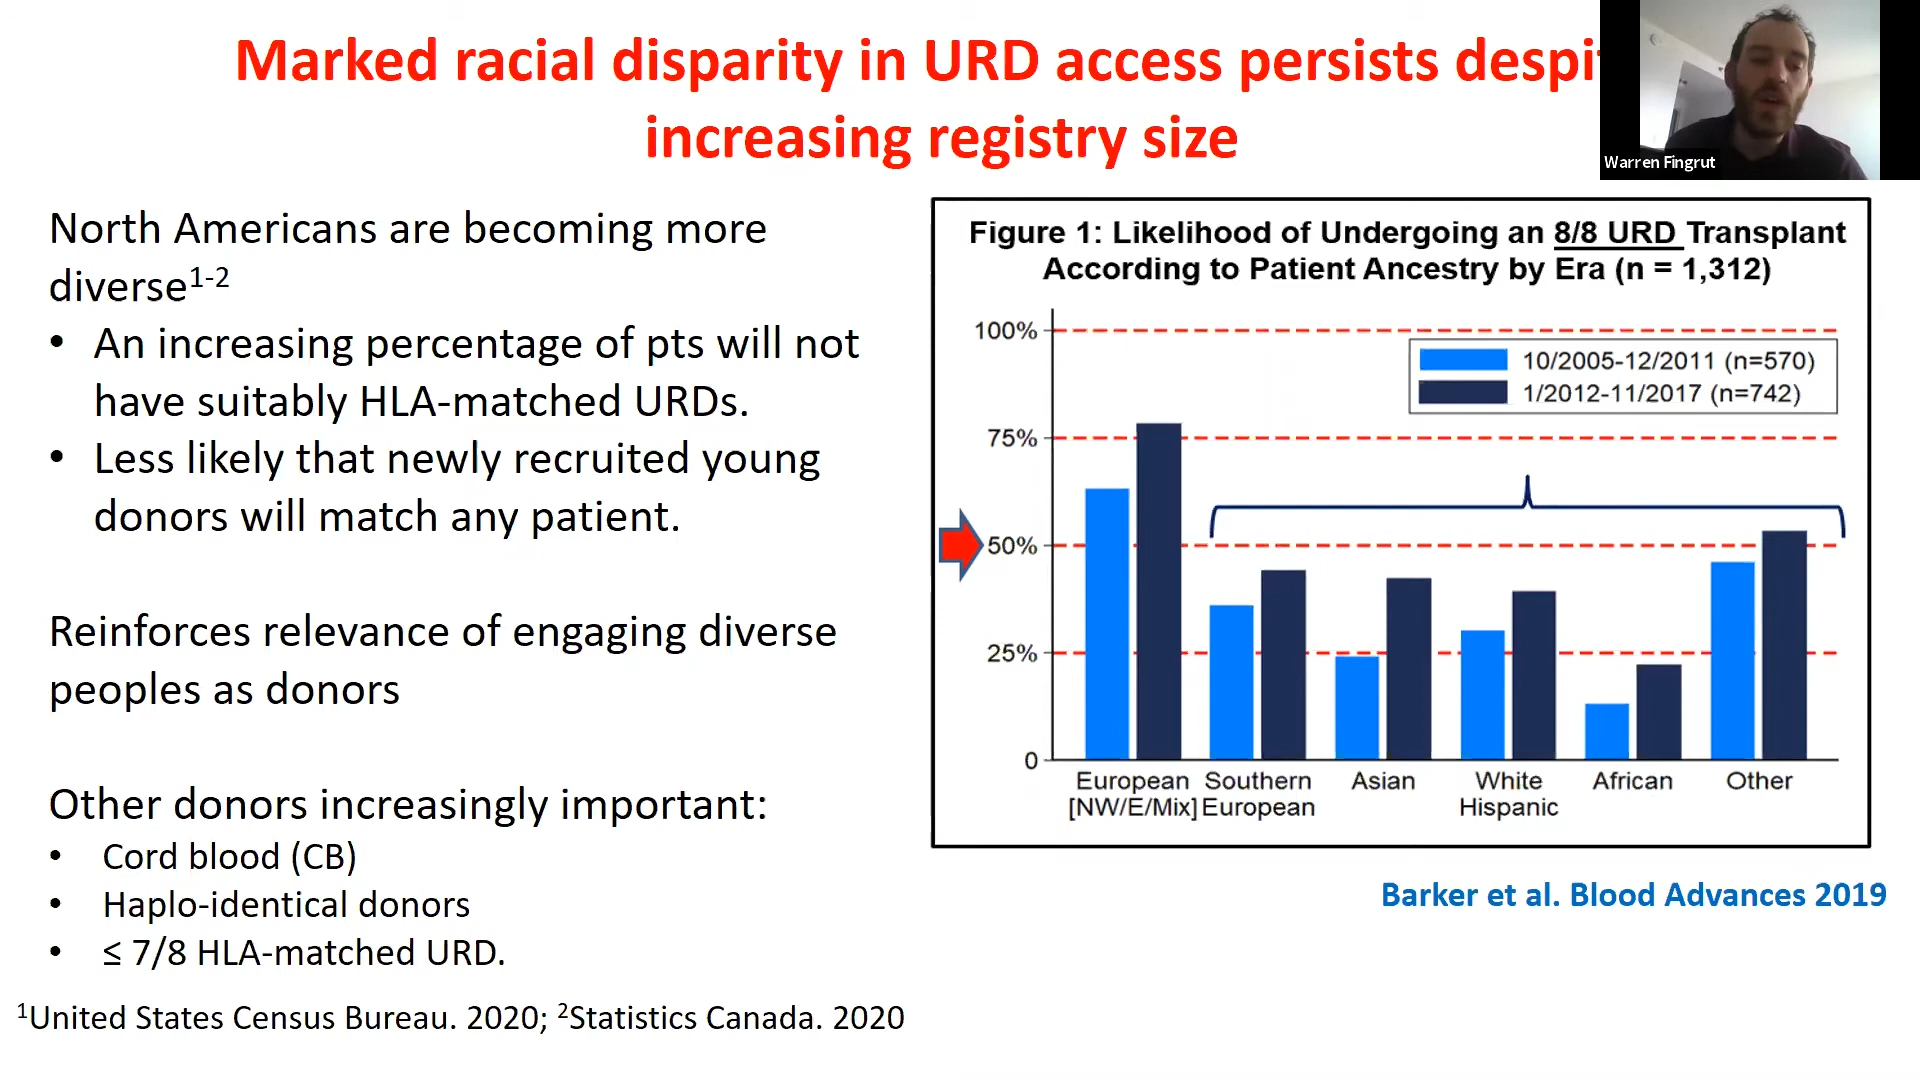 Marked racial disparity in URD access persists despi
increasing registry size
Warren Fingrut
North Americans are becoming more
diverse¹⁻²
• An increasing percentage of pts will not
have suitably HLA-matched URDs.
• Less likely that newly recruited young
donors will match any patient.
Reinforces relevance of engaging diverse
peoples as donors
Other donors increasingly important:
• Cord blood (CB)
• Haplo-identical donors
• ≤ 7/8 HLA-matched URD.
¹United States Census Bureau. 2020; ²Statistics Canada. 2020
Figure 1: Likelihood of Undergoing an 8/8 URD Transplant
According to Patient Ancestry by Era (n = 1,312)
100%
75%
50%
25%
0
10/2005-12/2011 (n=570)
1/2012-11/2017 (n=742)
European Southern Asian White African Other
[NW/E/Mix] European Hispanic
Barker et al. Blood Advances 2019